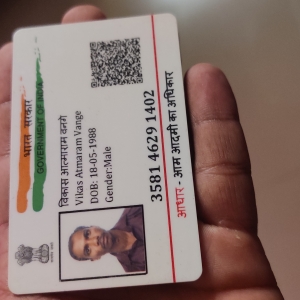 भारत सरकार
GOVERNMENT OF INDIA
विकास आत्माराम वनगे
Vikas Atmaram Vange
DOB: 18-05-1988
Gender:Male
3581 4629 1402
आधार - आम आदमी का अधिकार